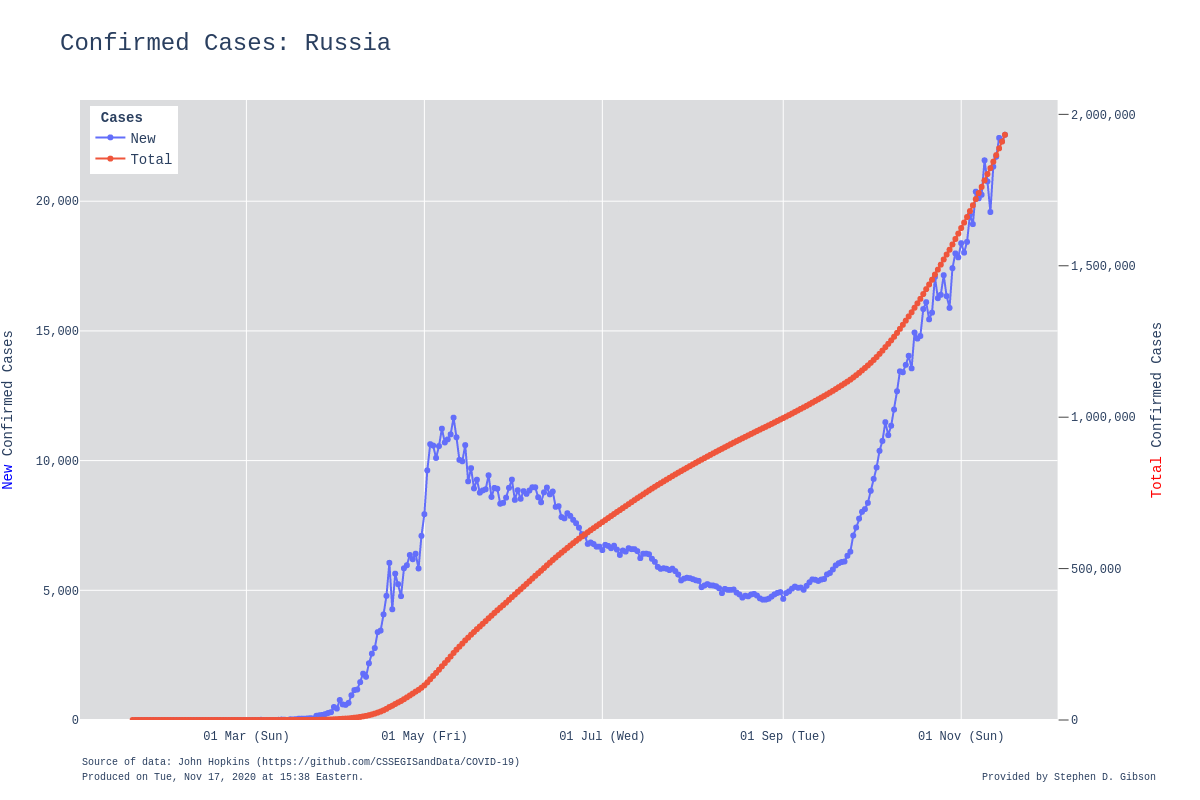 Confirmed Cases: Russia
Cases
New
Total
20,000
15,000
10,000
5,000
0
2,000,000
1,500,000
1,000,000
500,000
0
New Confirmed Cases
Total Confirmed Cases
01 Mar (Sun)
01 May (Fri)
01 Jul (Wed)
01 Sep (Tue)
01 Nov (Sun)
Source of data: John Hopkins (https://github.com/CSSEGISandData/COVID-19)
Produced on Tue, Nov 17, 2020 at 15:38 Eastern.
Provided by Stephen D. Gibson